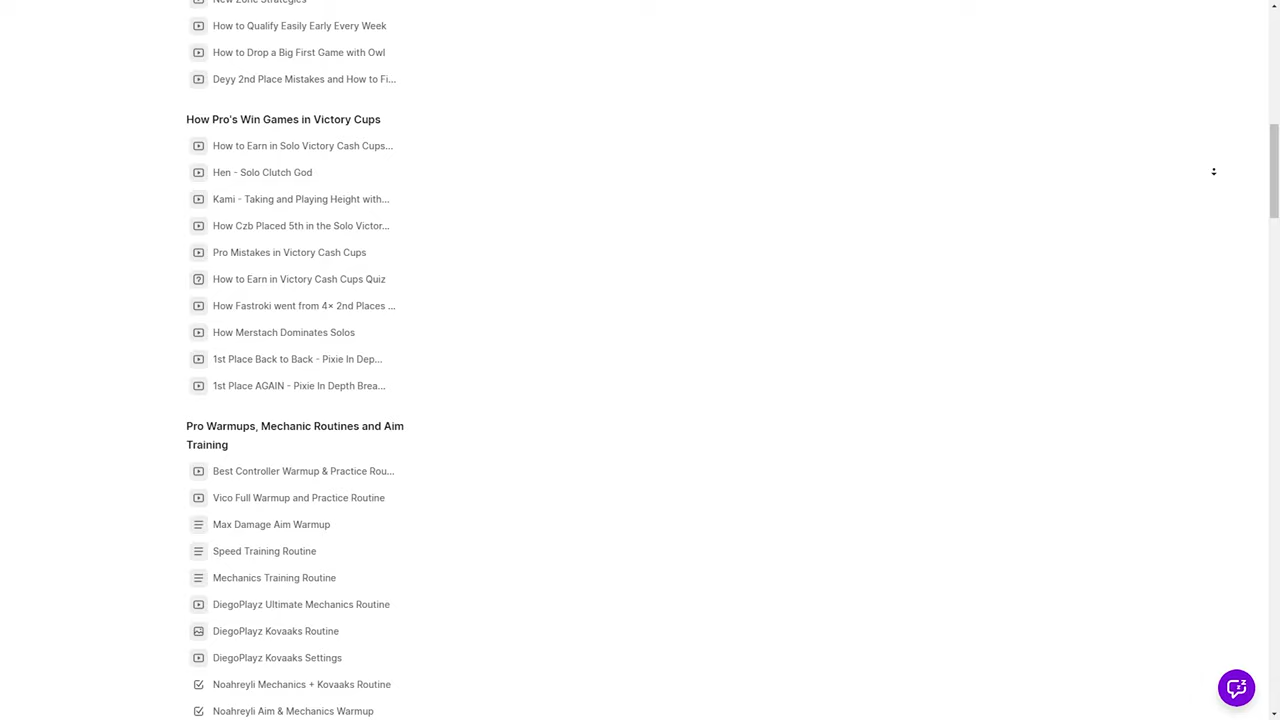 New Zone Strategies
How to Qualify Easily Early Every Week
How to Drop a Big First Game with Owl
Deyy 2nd Place Mistakes and How to Fi...
How Pro's Win Games in Victory Cups
How to Earn in Solo Victory Cash Cups...
Hen - Solo Clutch God
Kami - Taking and Playing Height with...
How Czb Placed 5th in the Solo Victor...
Pro Mistakes in Victory Cash Cups
How to Earn in Victory Cash Cups Quiz
How Fastroki went from 4× 2nd Places ...
How Merstach Dominates Solos
1st Place Back to Back - Pixie In Dep...
1st Place AGAIN - Pixie In Depth Brea...
Pro Warmups, Mechanic Routines and Aim
Training
Best Controller Warmup & Practice Rou...
Vico Full Warmup and Practice Routine
Max Damage Aim Warmup
Speed Training Routine
Mechanics Training Routine
DiegoPlayz Ultimate Mechanics Routine
DiegoPlayz Kovaaks Routine
DiegoPlayz Kovaaks Settings
Noahreyli Mechanics + Kovaaks Routine
Noahreyli Aim & Mechanics Warmup